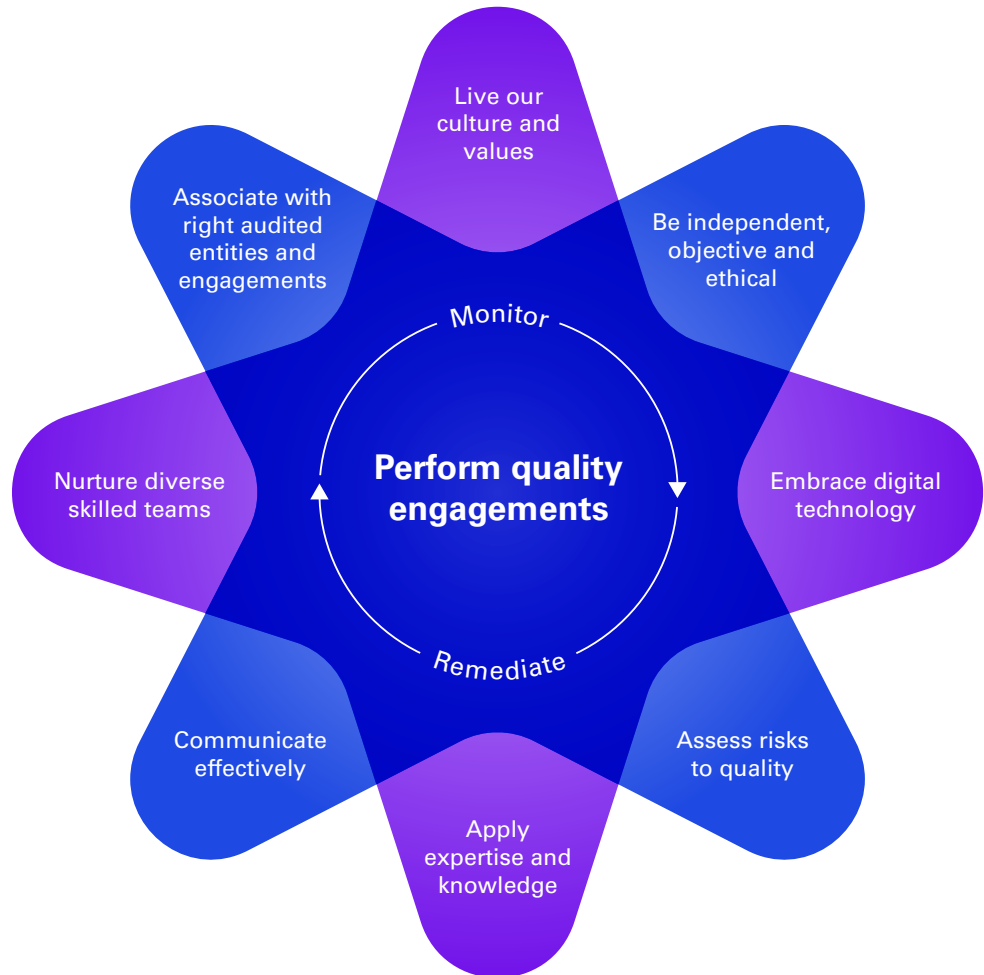 Live our
culture and
values
Associate with
right audited
entities and
engagements
Be independent,
objective and
ethical
Monitor
Perform quality
engagements
Nurture diverse
skilled teams
Embrace digital
technology
Remediate
Communicate
effectively
Assess risks
to quality
Apply
expertise and
knowledge